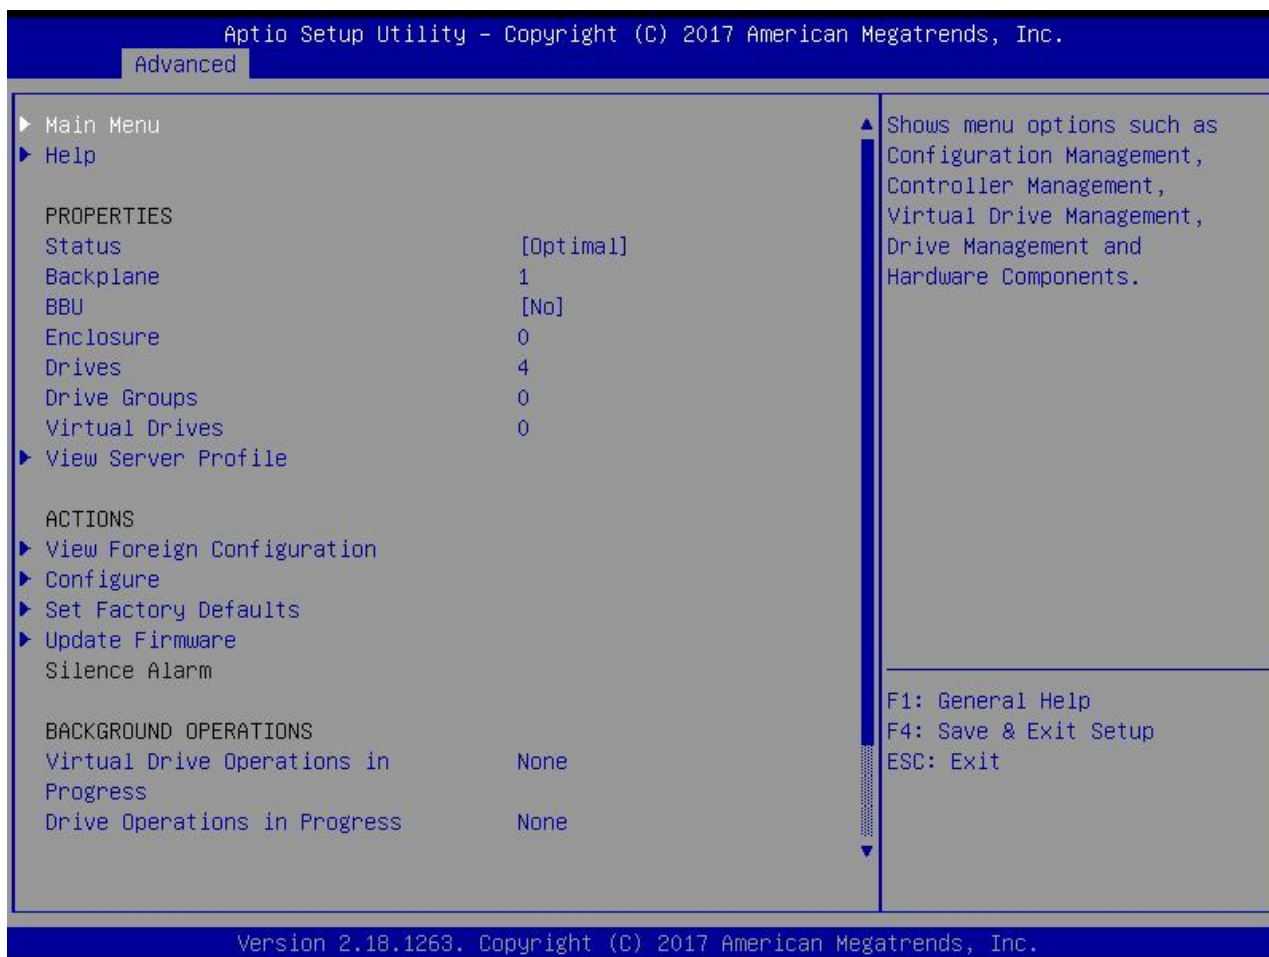 Aptio Setup Utility – Copyright (C) 2017 American Megatrends, Inc.
Advanced
Main Menu
Help
PROPERTIES
Status [Optimal]
Backplane 1
BBU [No]
Enclosure 0
Drives 4
Drive Groups 0
Virtual Drives 0
View Server Profile
ACTIONS
View Foreign Configuration
Configure
Set Factory Defaults
Update Firmware
Silence Alarm
BACKGROUND OPERATIONS
Virtual Drive Operations in None
Progress
Drive Operations in Progress None
Shows menu options such as
Configuration Management,
Controller Management,
Virtual Drive Management,
Drive Management and
Hardware Components.
F1: General Help
F4: Save & Exit Setup
ESC: Exit
Version 2.18.1263. Copyright (C) 2017 American Megatrends, Inc.